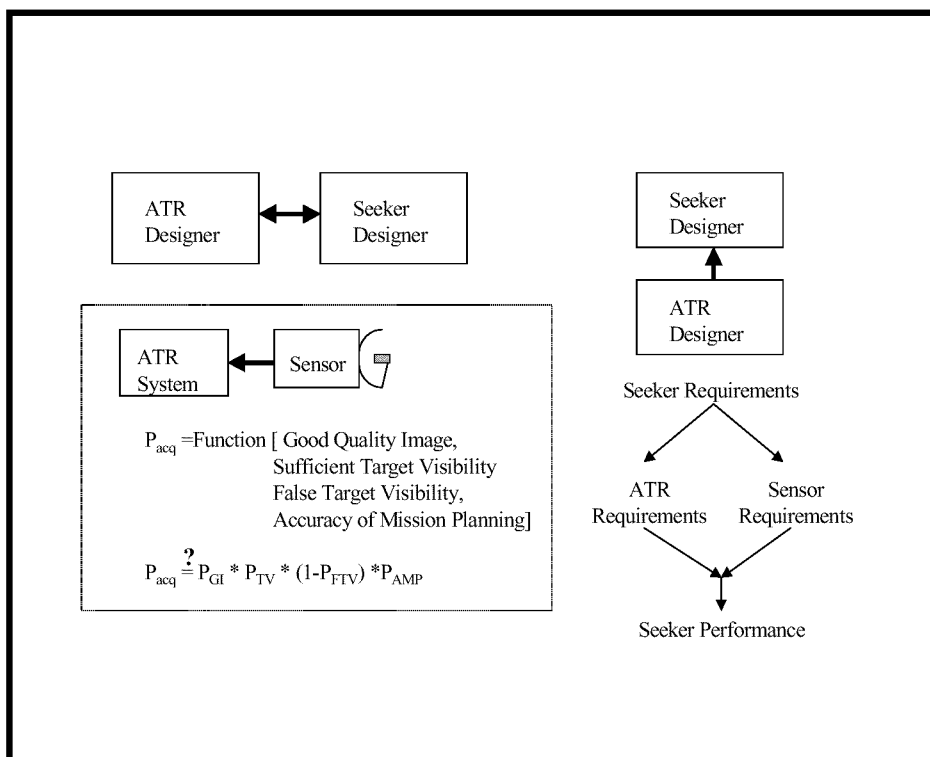 ATR
Designer
Seeker
Designer
ATR
System
Sensor
P_acq =Function [ Good Quality Image,
Sufficient Target Visibility
False Target Visibility,
Accuracy of Mission Planning]
?
P_acq = P_GI * P_TV * (1-P_FTV) *P_AMP
Seeker
Designer
ATR
Designer
Seeker Requirements
ATR
Requirements
Sensor
Requirements
Seeker Performance